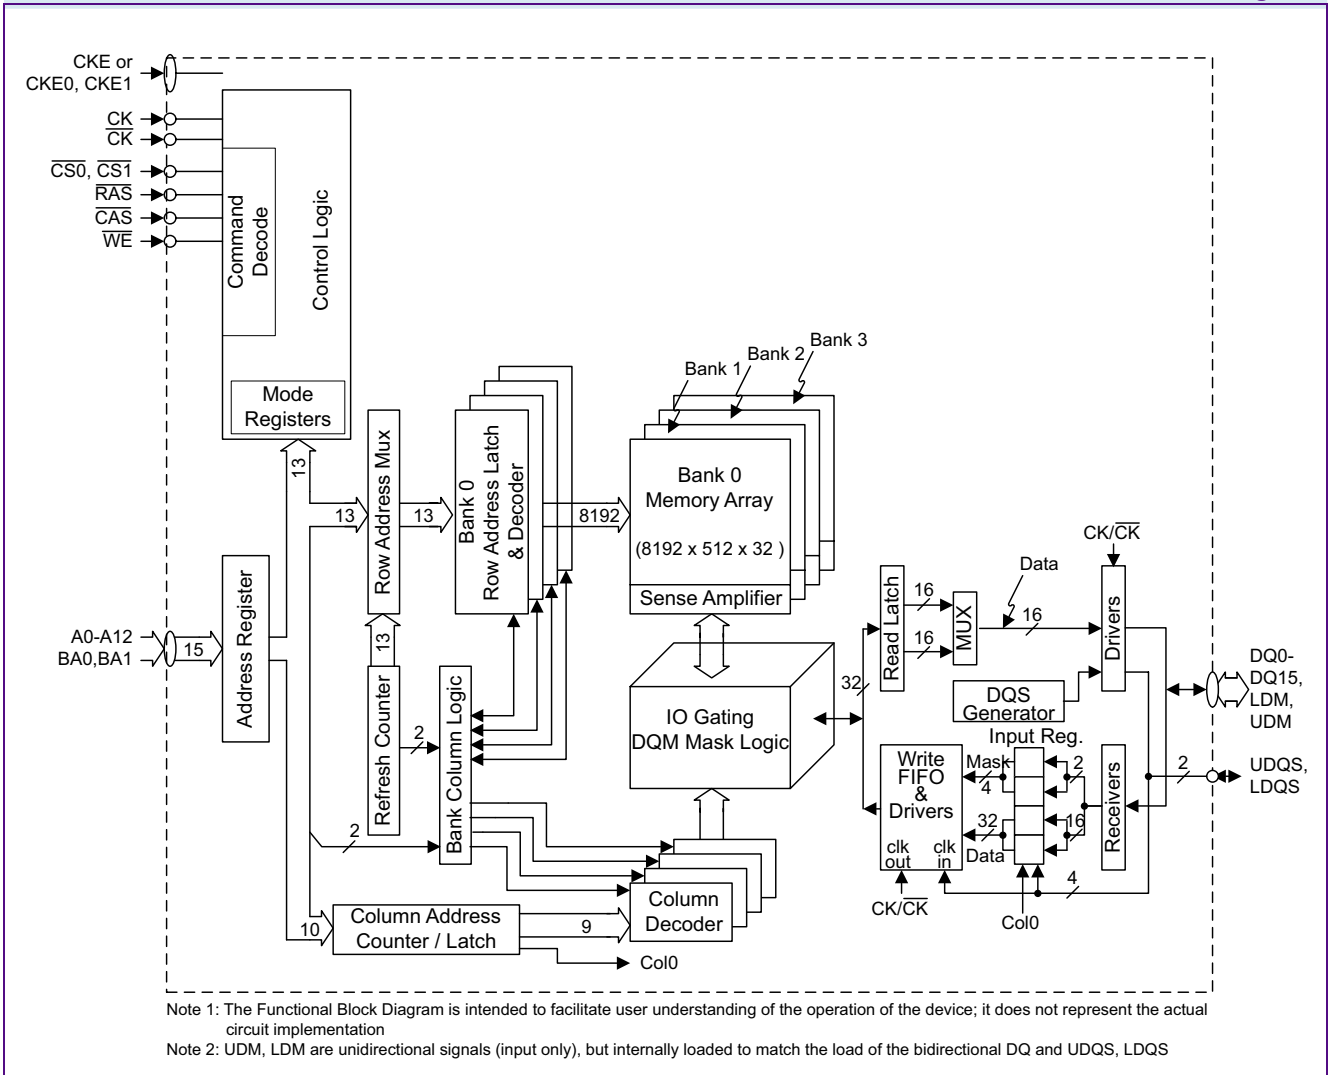 CKE or
CKE0, CKE1
CK
CK
CS0, CS1
RAS
CAS
WE
Command
Decode
Control Logic
Mode
Registers
13
Bank 1
Bank 2
Bank 3
Row Address Mux
13
13
Bank 0
Row Address Latch
& Decoder
8192
Bank 0
Memory Array
(8192 x 512 x 32 )
Sense Amplifier
A0-A12
BA0,BA1
15
Address Register
13
Refresh Counter
2
Bank Column Logic
2
IO Gating
DQM Mask Logic
32
Read Latch
16
16
MUX
Data
16
CK/CK
Drivers
DQS
Generator
DQ0-
DQ15,
LDM,
UDM
Input Reg.
Write
FIFO
&
Drivers
clk
out
clk
in
Mask
4
2
32
Data
16
Receivers
2
UDQS,
LDQS
CK/CK
4
Col0
10
Column Address
Counter / Latch
9
Column
Decoder
Col0
Note 1: The Functional Block Diagram is intended to facilitate user understanding of the operation of the device; it does not represent the actual
circuit implementation
Note 2: UDM, LDM are unidirectional signals (input only), but internally loaded to match the load of the bidirectional DQ and UDQS, LDQS